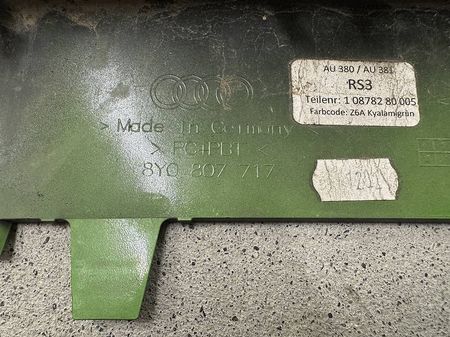 AU 380 / AU 381
RS3
Teilenr: 1 08782 80 005
Farbcode: Z6A Kyalamigrün
> Made in Germany <
> PC+PBT <
8Y0 807 717
1202